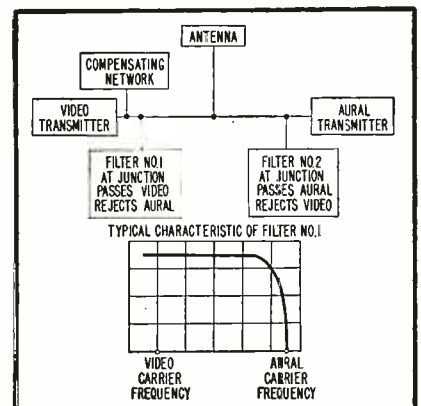 ANTENNA
COMPENSATING
NETWORK
VIDEO
TRANSMITTER
AURAL
TRANSMITTER
FILTER NO.1
AT JUNCTION
PASSES VIDEO
REJECTS AURAL
FILTER NO.2
AT JUNCTION
PASSES AURAL
REJECTS VIDEO
TYPICAL CHARACTERISTIC OF FILTER NO.1
VIDEO
CARRIER
FREQUENCY
AURAL
CARRIER
FREQUENCY